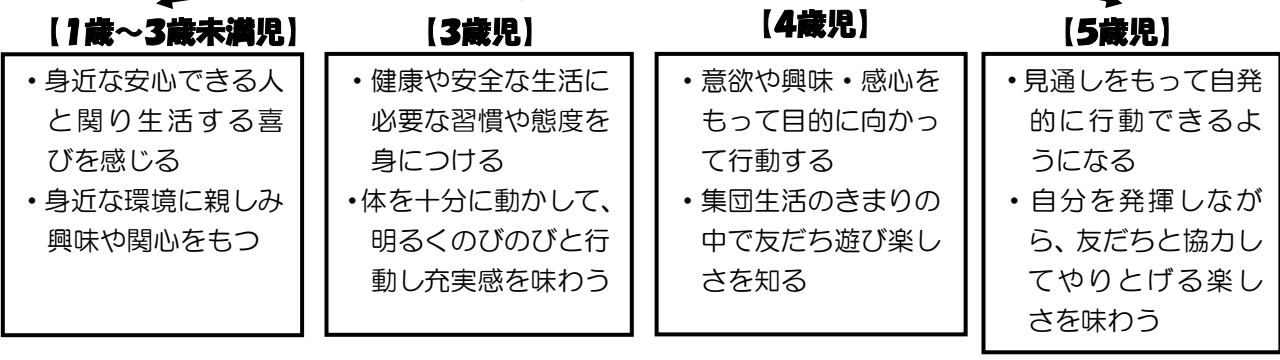 【1歳～3歳未満児】
・身近な安心できる人
と関り生活する喜
びを感じる
・身近な環境に親しみ
興味や関心をもつ
【3歳児】
・健康や安全な生活に
必要な習慣や態度を
身につける
・体を十分に動かして、
明るくのびのびと行
動し充実感を味わう
【4歳児】
・意欲や興味・感心を
もって目的に向かっ
て行動する
・集団生活のきまりの
中で友だち遊び楽し
さを知る
【5歳児】
・見通しをもって自発
的に行動できるよ
うになる
・自分を発揮しなが
ら、友だちと協力し
てやりとげる楽し
さを味わう